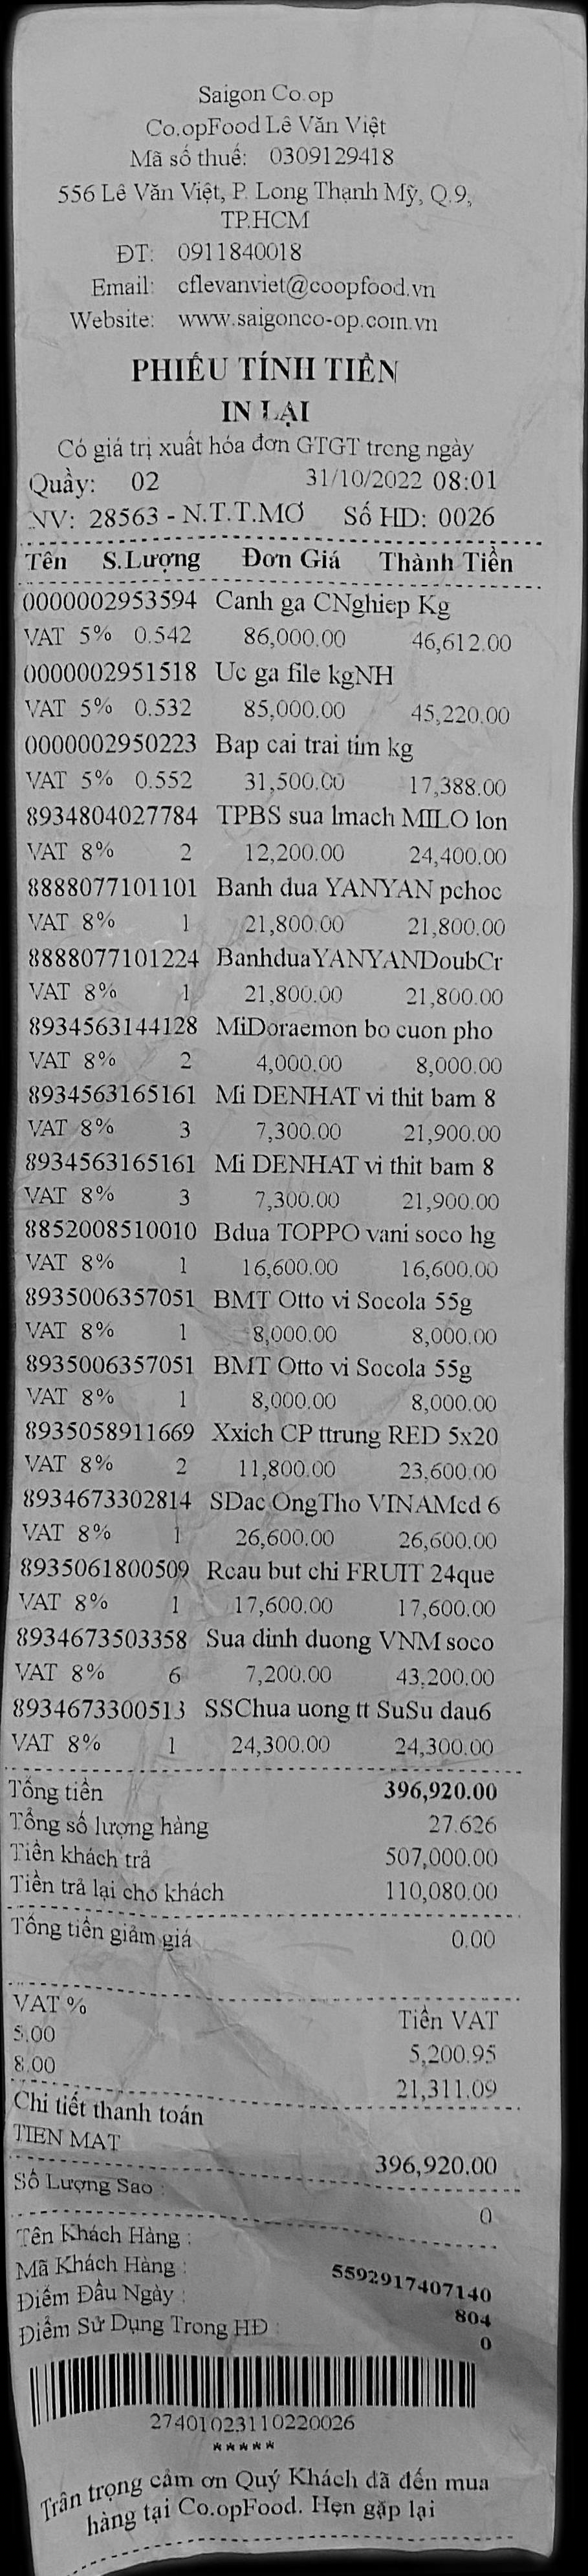 Saigon Co.op
Co.opFood Lê Văn Việt
Mã số thuế: 0309129418
556 Lê Văn Việt, P. Long Thạnh Mỹ, Q.9,
TP.HCM
ĐT: 0911840018
Email: cflevanviet@coopfood.vn
Website: www.saigonco-op.com.vn
PHIẾU TÍNH TIỀN
IN LẠI
Có giá trị xuất hóa đơn GTGT trong ngày
Quầy: 02 31/10/2022 08:01
NV: 28563 - N.T.T.MƠ Số HD: 0026
Tên S.Lượng Đơn Giá Thành Tiền
0000002953594 Canh ga CNghiep Kg
VAT 5% 0.542 86,000.00 46,612.00
0000002951518 Uc ga file kgNH
VAT 5% 0.532 85,000.00 45,220.00
0000002950223 Bap cai trai tim kg
VAT 5% 0.552 31,500.00 17,388.00
8934804027784 TPBS sua lmach MILO lon
VAT 8% 2 12,200.00 24,400.00
8888077101101 Banh dua YANYAN pchoc
VAT 8% 1 21,800.00 21,800.00
8888077101224 BanhduaYANYANDoubCr
VAT 8% 1 21,800.00 21,800.00
8934563144128 MiDoraemon bo cuon pho
VAT 8% 2 4,000.00 8,000.00
8934563165161 Mi DENHAT vi thit bam 8
VAT 8% 3 7,300.00 21,900.00
8934563165161 Mi DENHAT vi thit bam 8
VAT 8% 3 7,300.00 21,900.00
8852008510010 Bdua TOPPO vani soco hg
VAT 8% 1 16,600.00 16,600.00
8935006357051 BMT Otto vi Socola 55g
VAT 8% 1 8,000.00 8,000.00
8935006357051 BMT Otto vi Socola 55g
VAT 8% 1 8,000.00 8,000.00
8935058911669 Xxich CP ttrung RED 5x20
VAT 8% 2 11,800.00 23,600.00
8934673302814 SDac OngTho VINAMcd 6
VAT 8% 1 26,600.00 26,600.00
8935061800509 Rcau but chi FRUIT 24que
VAT 8% 1 17,600.00 17,600.00
8934673503358 Sua dinh duong VNM soco
VAT 8% 6 7,200.00 43,200.00
8934673300513 SSChua uong tt SuSu dau6
VAT 8% 1 24,300.00 24,300.00
Tổng tiền 396,920.00
Tổng số lượng hàng 27.626
Tiền khách trả 507,000.00
Tiền trả lại cho khách 110,080.00
Tổng tiền giảm giá 0.00
VAT % Tiền VAT
5.00 5,200.95
8.00 21,311.09
Chi tiết thanh toán
TIEN MAT 396,920.00
Số Lượng Sao : 0
Tên Khách Hàng :
Mã Khách Hàng : 5592917407140
Điểm Đầu Ngày : 804
Điểm Sử Dụng Trong HĐ : 0
27401023110220026
*****
Trân trọng cảm ơn Quý Khách đã đến mua
hàng tại Co.opFood. Hẹn gặp lại